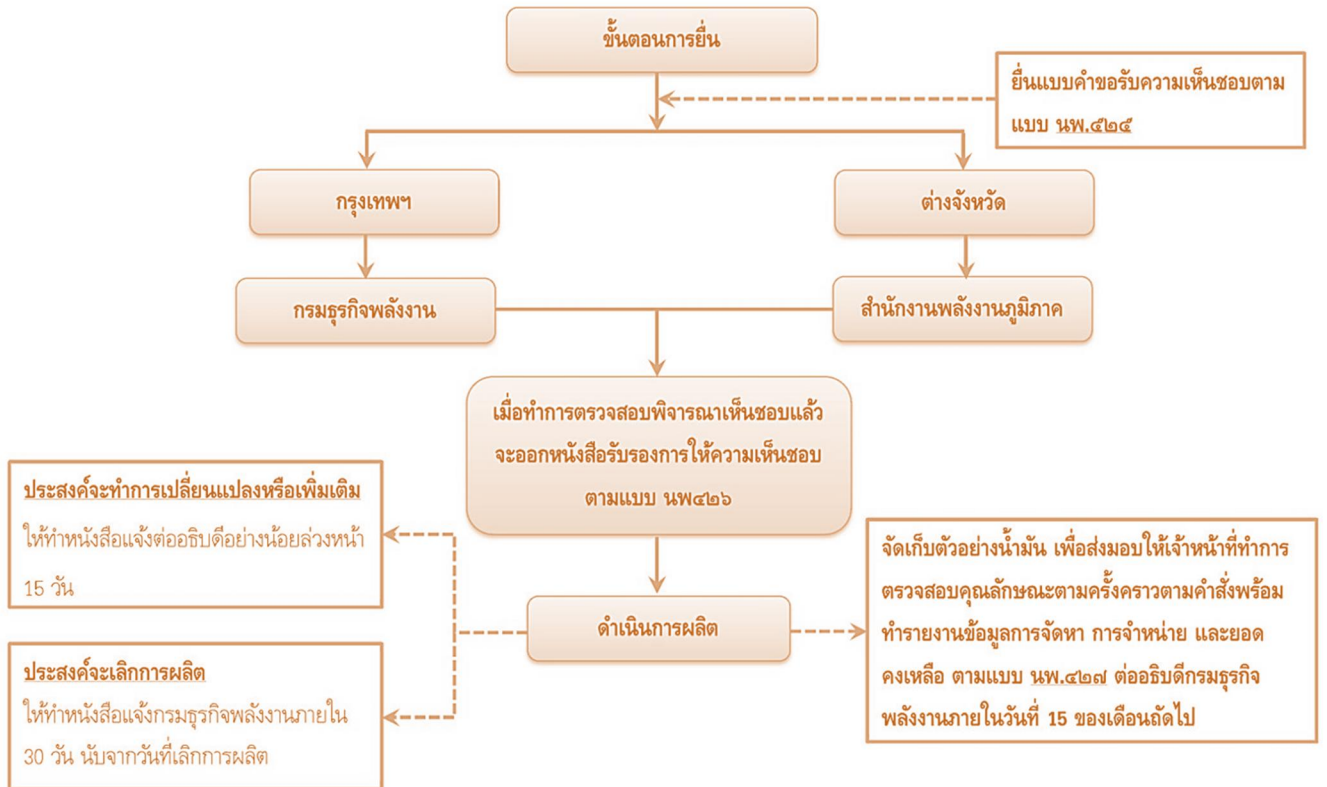 ขั้นตอนการยื่น
ยื่นแบบคำขอรับความเห็นชอบตาม
แบบ นพ.๕๒๕
กรุงเทพฯ
ต่างจังหวัด
กรมธุรกิจพลังงาน
สำนักงานพลังงานภูมิภาค
เมื่อทำการตรวจสอบพิจารณาเห็นชอบแล้ว
จะออกหนังสือรับรองการให้ความเห็นชอบ
ตามแบบ นพ๔๒๖
ประสงค์จะทำการเปลี่ยนแปลงหรือเพิ่มเติม
ให้ทำหนังสือแจ้งต่ออธิบดีอย่างน้อยล่วงหน้า
15 วัน
ดำเนินการผลิต
จัดเก็บตัวอย่างน้ำมัน เพื่อส่งมอบให้เจ้าหน้าที่ทำการ
ตรวจสอบคุณลักษณะตามครั้งคราวตามคำสั่งพร้อม
ทำรายงานข้อมูลการจัดหา การจำหน่าย และยอด
คงเหลือ ตามแบบ นพ.๔๒๗ ต่ออธิบดีกรมธุรกิจ
พลังงานภายในวันที่ 15 ของเดือนถัดไป
ประสงค์จะเลิกการผลิต
ให้ทำหนังสือแจ้งกรมธุรกิจพลังงานภายใน
30 วัน นับจากวันที่เลิกการผลิต